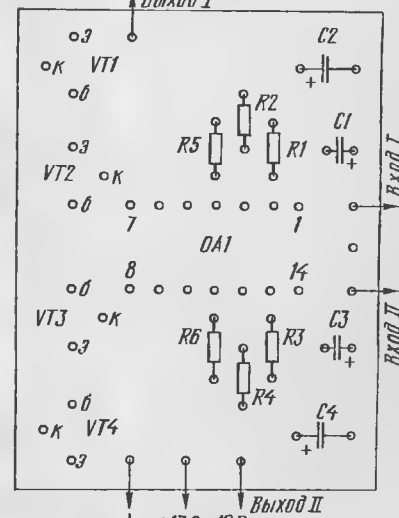 Выход I
э
C2
к VT1
б
R2
э
R5
R1
C1
VT2 к
б
7
1
Вход I
DA1
8
14
б
VT3 к
R6
R3
C3
Вход II
э
R4
б
C4
к VT4
э
Выход II